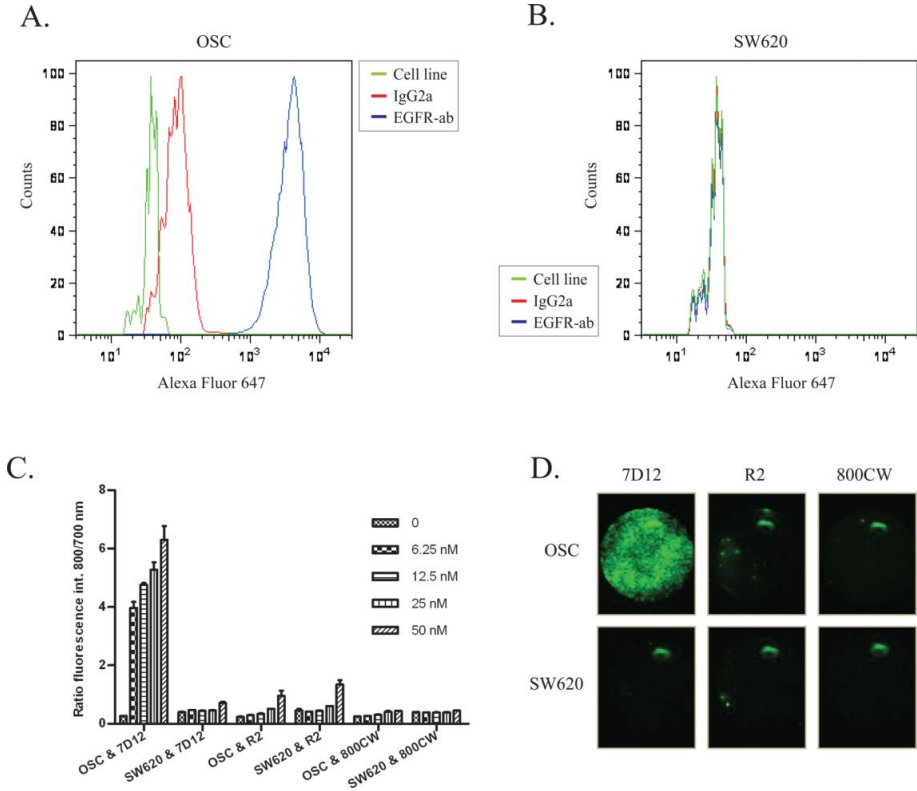 A.
OSC
100
80
60
40
20
0
Counts
10¹ 10² 10³ 10⁴
Alexa Fluor 647
Cell line
IgG2a
EGFR-ab
B.
SW620
100
80
60
40
20
0
Counts
10¹ 10² 10³ 10⁴
Alexa Fluor 647
Cell line
IgG2a
EGFR-ab
C.
Ratio fluorescence int. 800/700 nm
8
6
4
2
0
0
6.25 nM
12.5 nM
25 nM
50 nM
OSC & 7D12
SW620 & 7D12
OSC & R2
SW620 & R2
OSC & 800CW
SW620 & 800CW
D.
7D12 R2 800CW
OSC
SW620